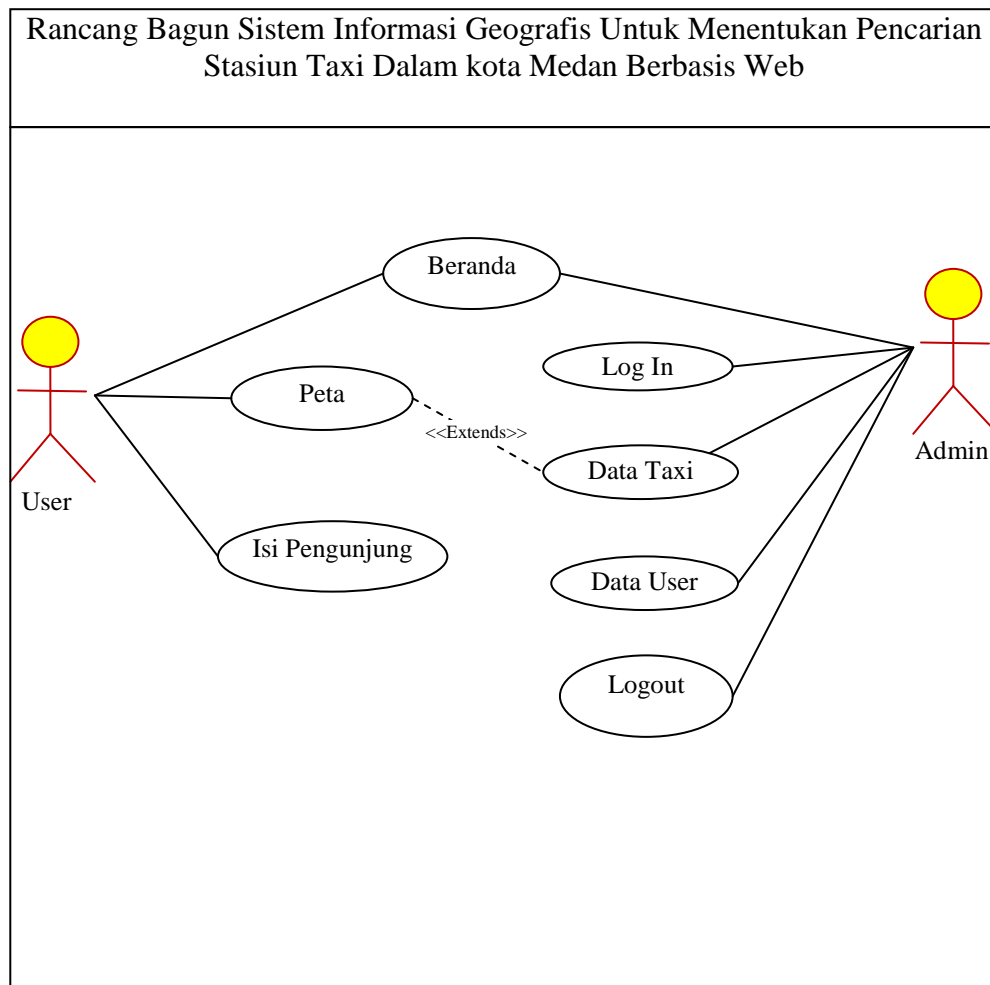 Rancang Bagun Sistem Informasi Geografis Untuk Menentukan Pencarian
Stasiun Taxi Dalam kota Medan Berbasis Web
Beranda
Log In
Peta
<<Extends>>
Data Taxi
Admin
User
Isi Pengunjung
Data User
Logout